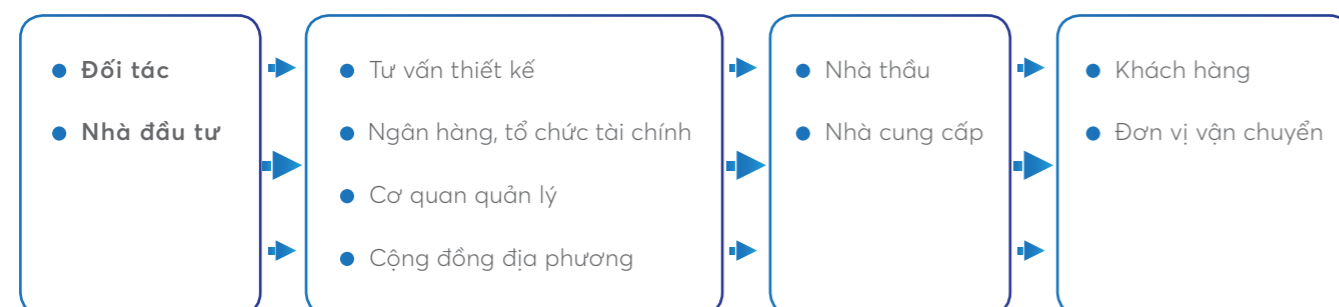 Đối tác
Nhà đầu tư
Tư vấn thiết kế
Ngân hàng, tổ chức tài chính
Cơ quan quản lý
Cộng đồng địa phương
Nhà thầu
Nhà cung cấp
Khách hàng
Đơn vị vận chuyển